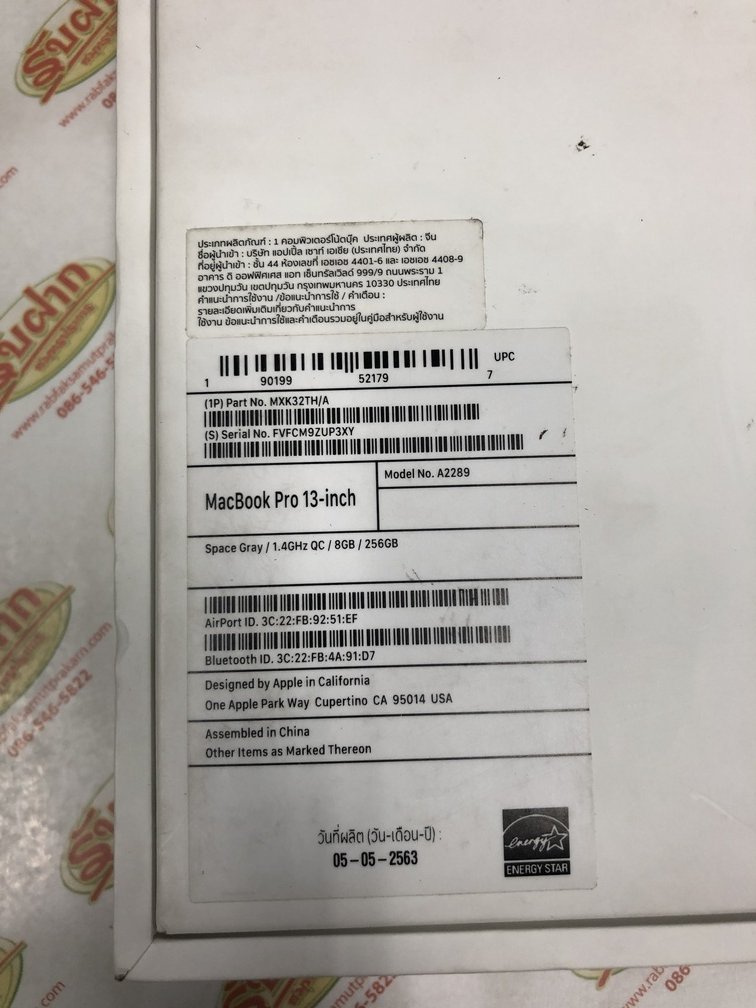 รับฝาก
www.rabfaksamutprakarn.com
086-546-5822
ประเภทผลิตภัณฑ์ : 1 คอมพิวเตอร์โน้ตบุ๊ค ประเทศผู้ผลิต : จีน
ชื่อผู้นำเข้า : บริษัท แอปเปิ้ล เซาท์ เอเชีย (ประเทศไทย) จำกัด
ที่อยู่ผู้นำเข้า : ชั้น 44 ห้องเลขที่ เอชเอช 4401-6 และ เอชเอช 4408-9
อาคาร ดิ ออฟฟิศเศส แอท เซ็นทรัลเวิลด์ 999/9 ถนนพระราม 1
แขวงปทุมวัน เขตปทุมวัน กรุงเทพมหานคร 10330 ประเทศไทย
คำแนะนำการใช้งาน /ข้อแนะนำการใช้ / คำเตือน :
รายละเอียดเพิ่มเติมเกี่ยวกับคำแนะนำการ
ใช้งาน ข้อแนะนำการใช้และคำเตือนรวมอยู่ในคู่มือสำหรับผู้ใช้งาน
UPC
1 90199 52179 7
(1P) Part No. MXK32TH/A
(S) Serial No. FVFCM9ZUP3XY
MacBook Pro 13-inch
Model No. A2289
Space Gray / 1.4GHz QC / 8GB / 256GB
AirPort ID. 3C:22:FB:92:51:EF
Bluetooth ID. 3C:22:FB:4A:91:D7
Designed by Apple in California
One Apple Park Way Cupertino CA 95014 USA
Assembled in China
Other Items as Marked Thereon
วันที่ผลิต (วัน-เดือน-ปี) :
05-05-2563
energy
ENERGY STAR